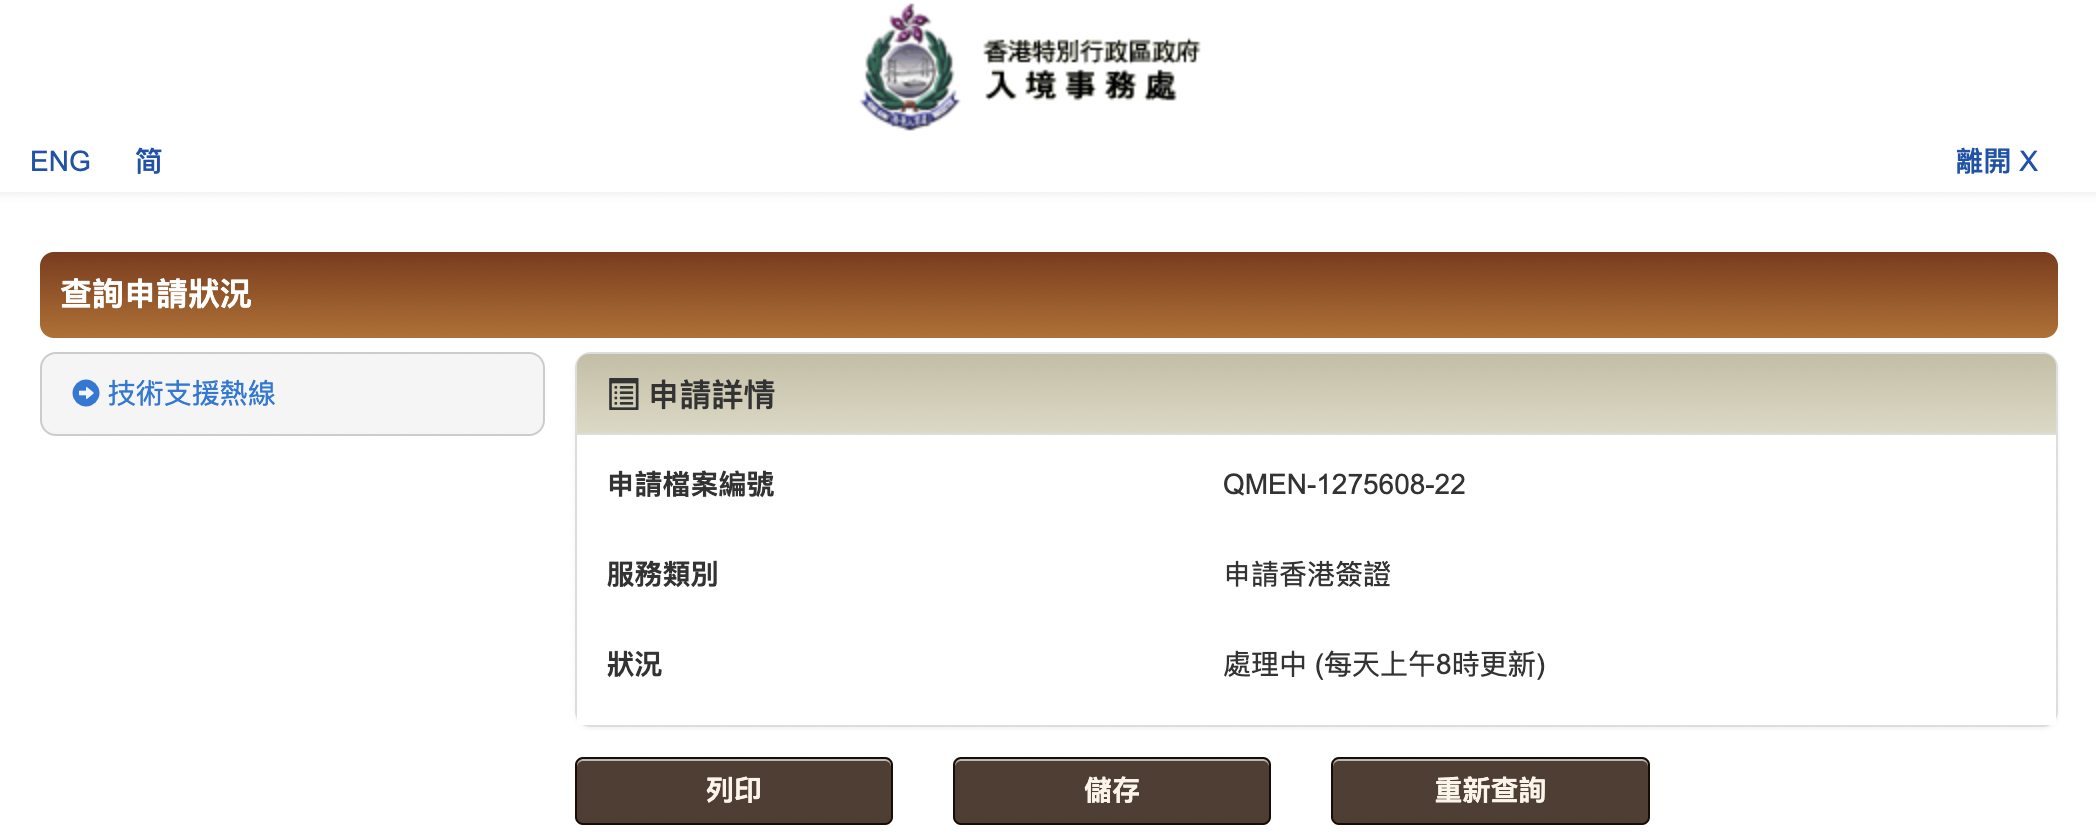 香港特別行政區政府
入境事務處
ENG 简 離開 X
查詢申請狀況
技術支援熱線
申請詳情
申請檔案編號 QMEN-1275608-22
服務類別 申請香港簽證
狀況 處理中 (每天上午8時更新)
列印 儲存 重新查詢